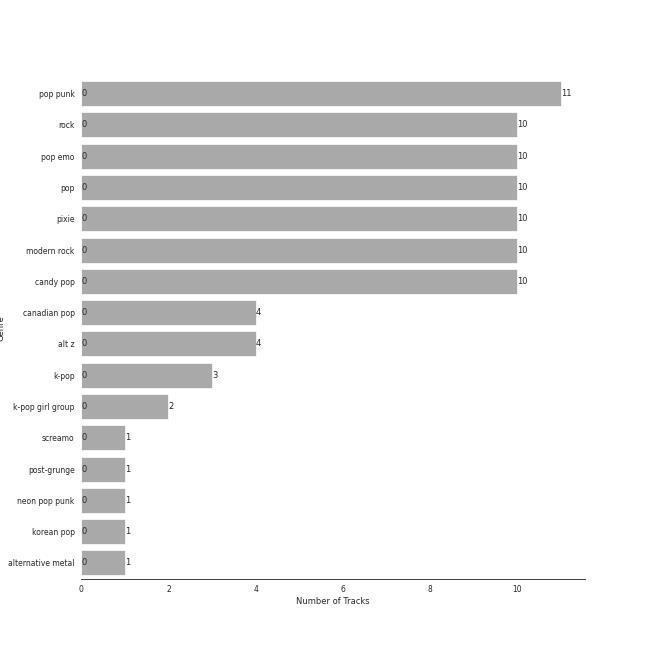 pop punk 0 11
rock 0 10
pop emo 0 10
pop 0 10
pixie 0 10
modern rock 0 10
candy pop 0 10
canadian pop 0 4
alt z 0 4
k-pop 0 3
k-pop girl group 0 2
screamo 0 1
post-grunge 0 1
neon pop punk 0 1
korean pop 0 1
alternative metal 0 1
0 2 4 6 8 10
Number of Tracks
Genre